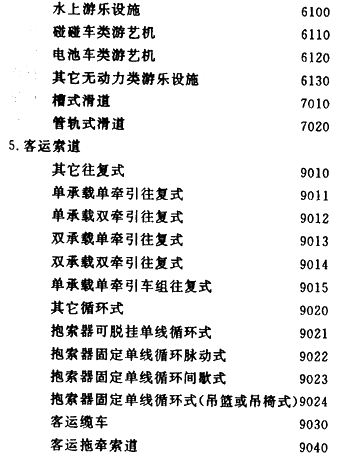 水上游乐设施 6100
碰碰车类游艺机 6110
电池车类游艺机 6120
其它无动力类游乐设施 6130
槽式滑道 7010
管轨式滑道 7020
5.客运索道
其它往复式 9010
单承载单牵引往复式 9011
单承载双牵引往复式 9012
双承载单牵引往复式 9013
双承载双牵引往复式 9014
单承载单牵引车组往复式 9015
其它循环式 9020
抱索器可脱挂单线循环式 9021
抱索器固定单线循环脉动式 9022
抱索器固定单线循环间歇式 9023
抱索器固定单线循环式(吊篮或吊椅式)9024
客运缆车 9030
客运拖牵索道 9040